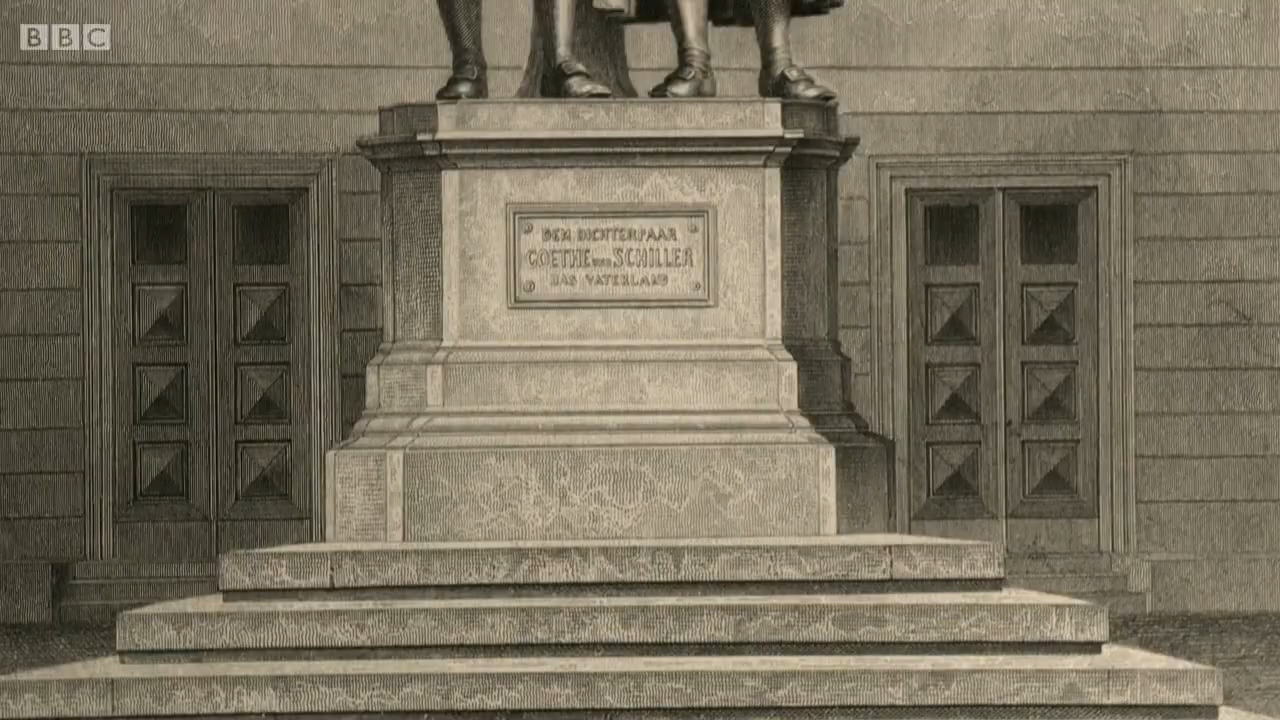 BBC
DEM DICHTERPAAR
GOETHE UND SCHILLER
DAS VATERLAND